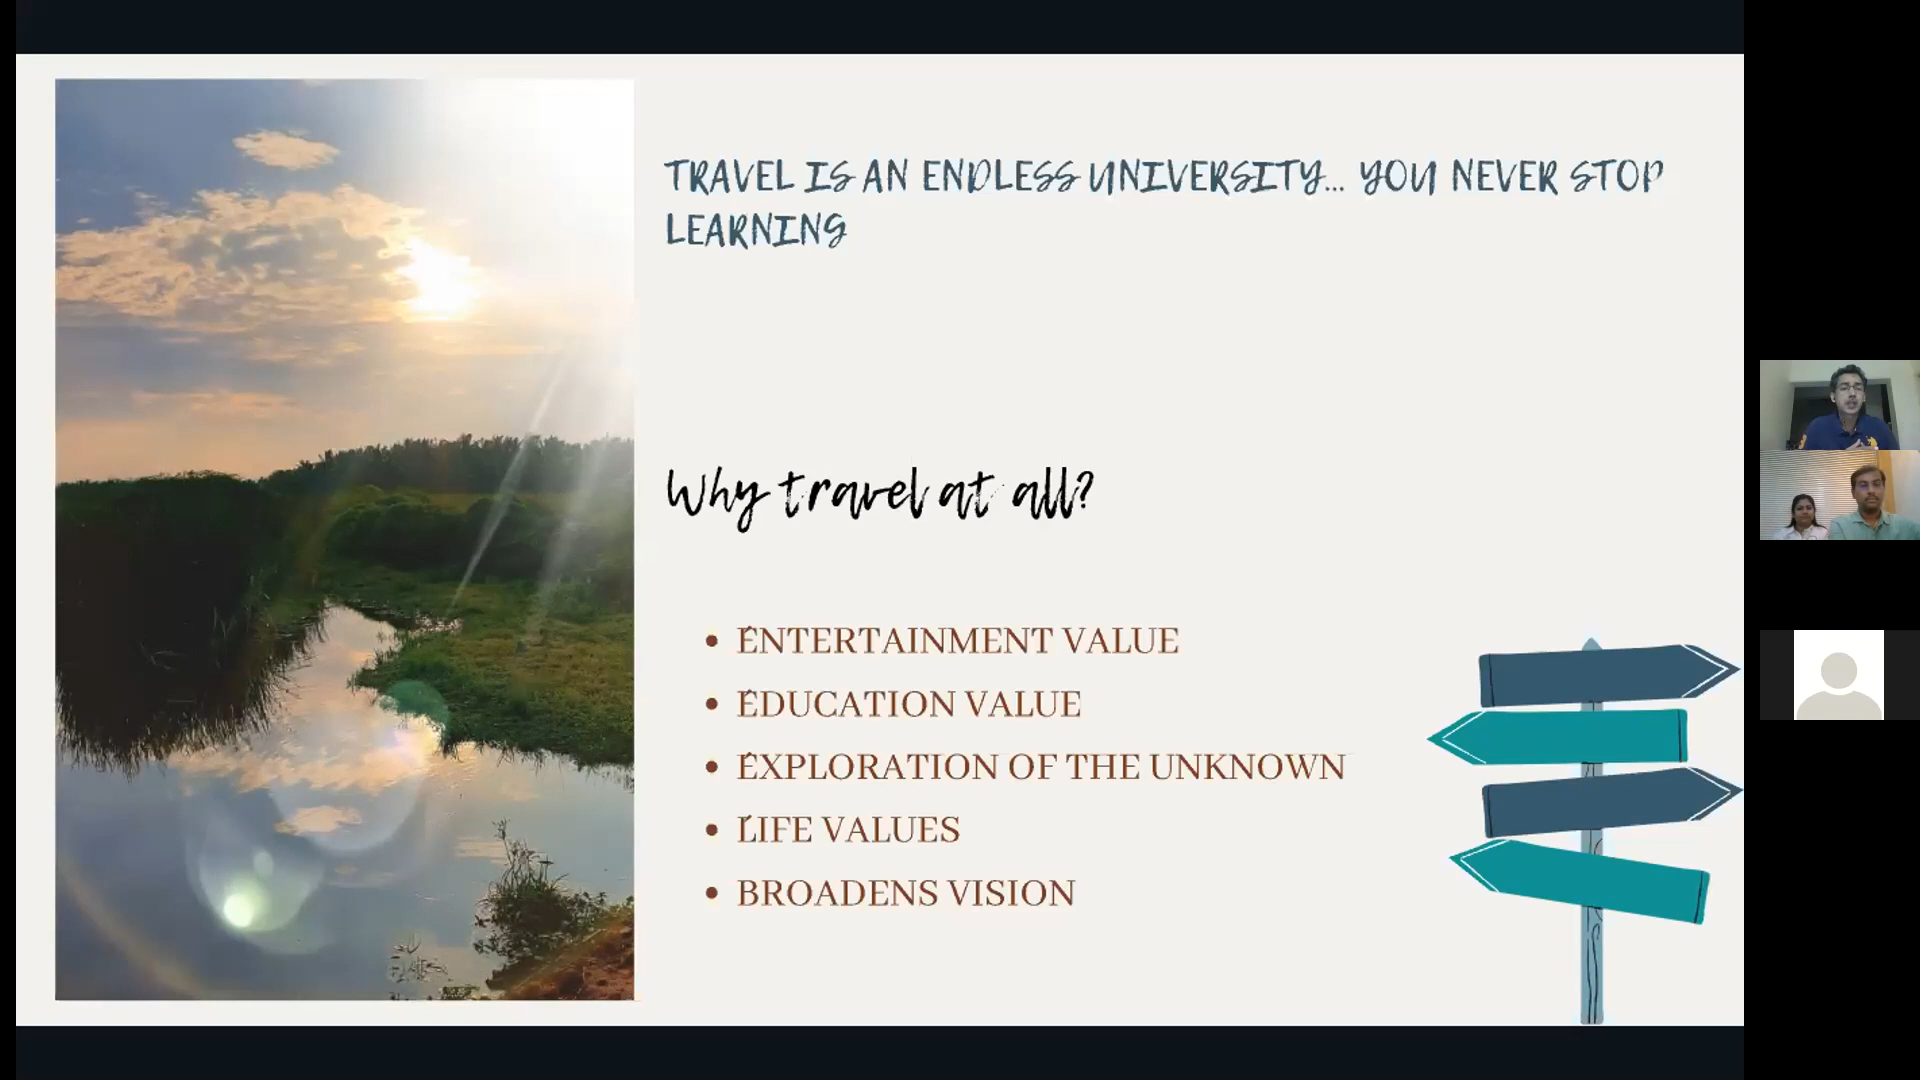 TRAVEL IS AN ENDLESS UNIVERSITY... YOU NEVER STOP
LEARNING
Why travel at all?
• ENTERTAINMENT VALUE
• EDUCATION VALUE
• EXPLORATION OF THE UNKNOWN
• LIFE VALUES
• BROADENS VISION